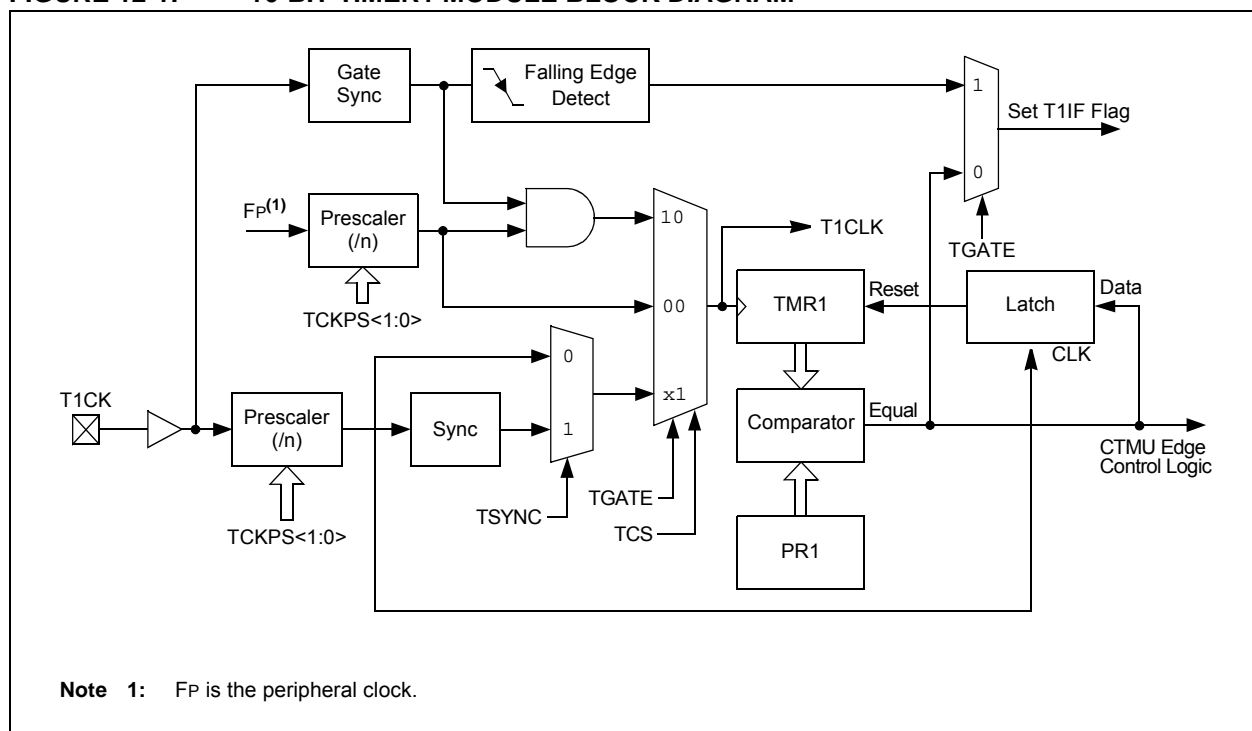 Gate
Sync
Falling Edge
Detect
1
Set T1IF Flag
0
TGATE
FP(1)
Prescaler
(/n)
TCKPS<1:0>
10
T1CLK
00
TMR1
Reset
Latch
Data
CLK
0
x1
T1CK
Prescaler
(/n)
Sync
1
Comparator
Equal
CTMU Edge
Control Logic
TSYNC
TGATE
TCS
TCKPS<1:0>
PR1
Note 1: FP is the peripheral clock.